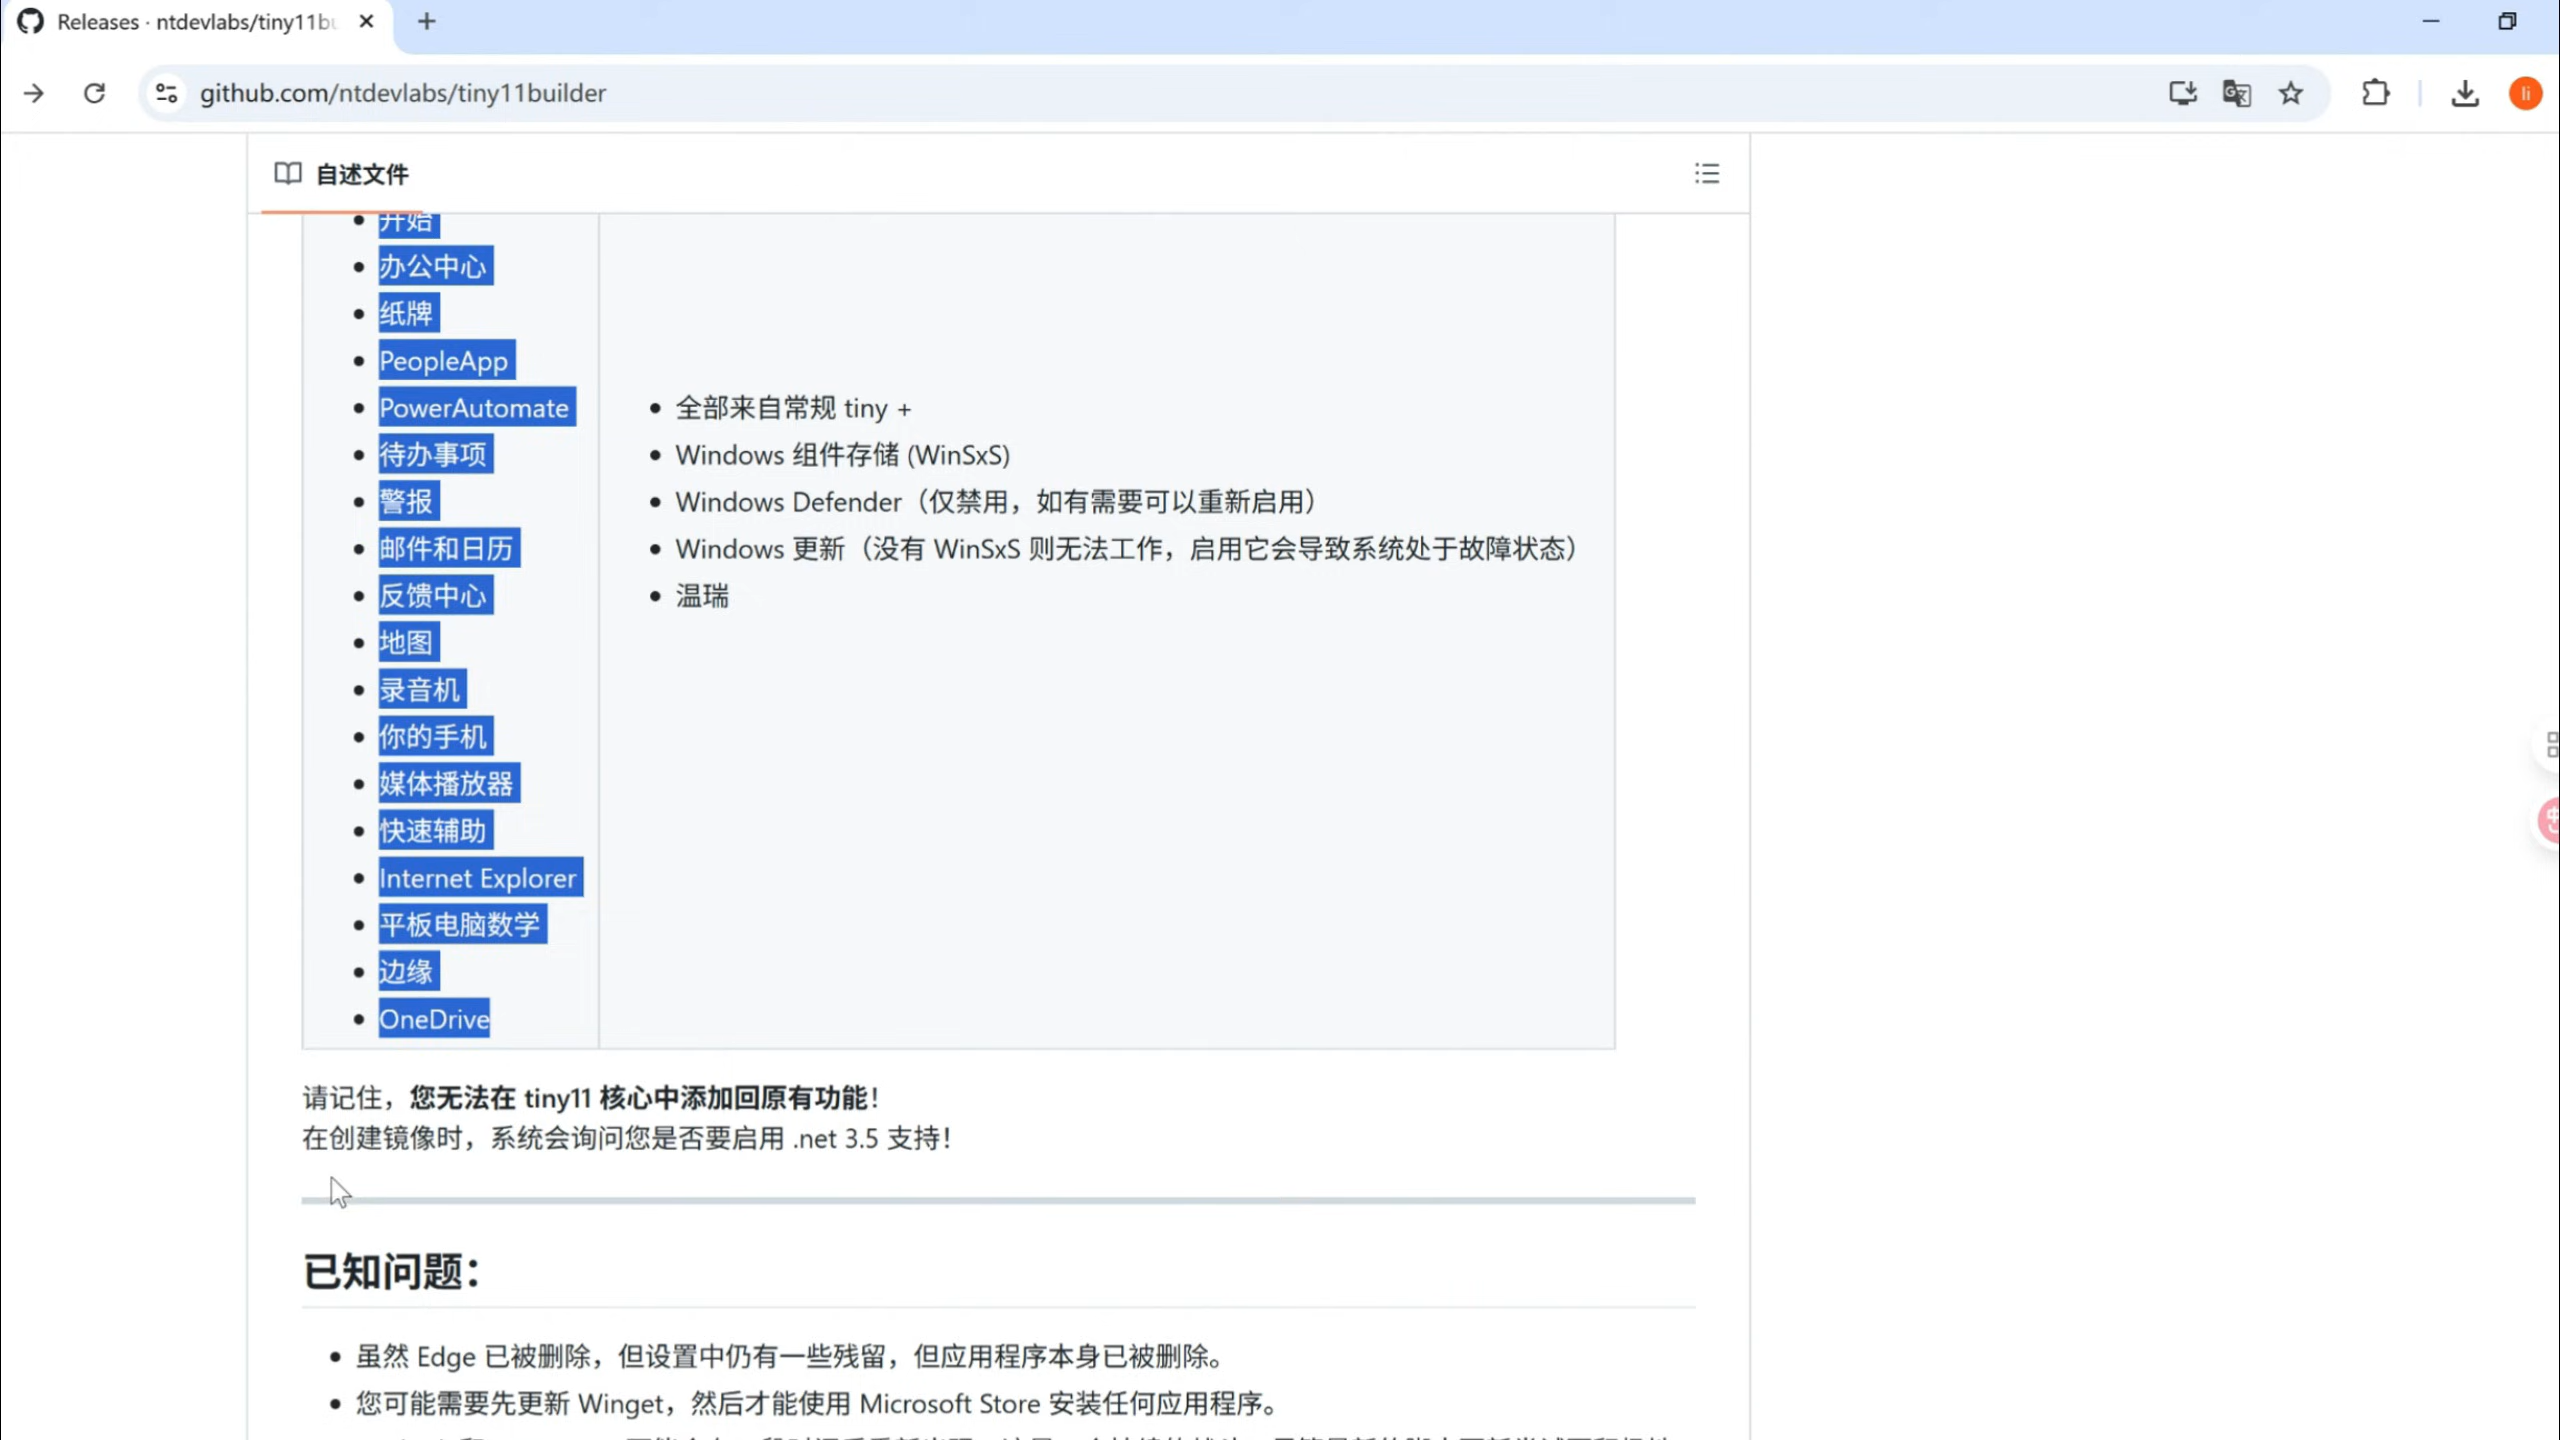 Releases · ntdevlabs/tiny11bu
github.com/ntdevlabs/tiny11builder
li
自述文件
开始
办公中心
纸牌
PeopleApp
PowerAutomate
待办事项
警报
邮件和日历
反馈中心
地图
录音机
你的手机
媒体播放器
快速辅助
Internet Explorer
平板电脑数学
边缘
OneDrive
全部来自常规 tiny +
Windows 组件存储 (WinSxS)
Windows Defender（仅禁用，如有需要可以重新启用）
Windows 更新（没有 WinSxS 则无法工作，启用它会导致系统处于故障状态）
温瑞
请记住，您无法在 tiny11 核心中添加回原有功能！
在创建镜像时，系统会询问您是否要启用 .net 3.5 支持！
已知问题：
虽然 Edge 已被删除，但设置中仍有一些残留，但应用程序本身已被删除。
您可能需要先更新 Winget，然后才能使用 Microsoft Store 安装任何应用程序。